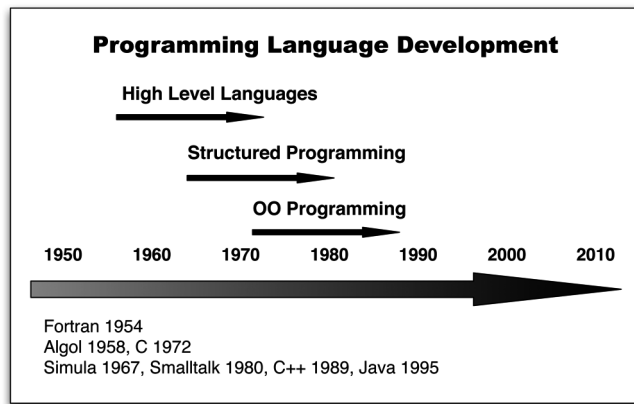 Programming Language Development
High Level Languages
Structured Programming
OO Programming
1950 1960 1970 1980 1990 2000 2010
Fortran 1954
Algol 1958, C 1972
Simula 1967, Smalltalk 1980, C++ 1989, Java 1995